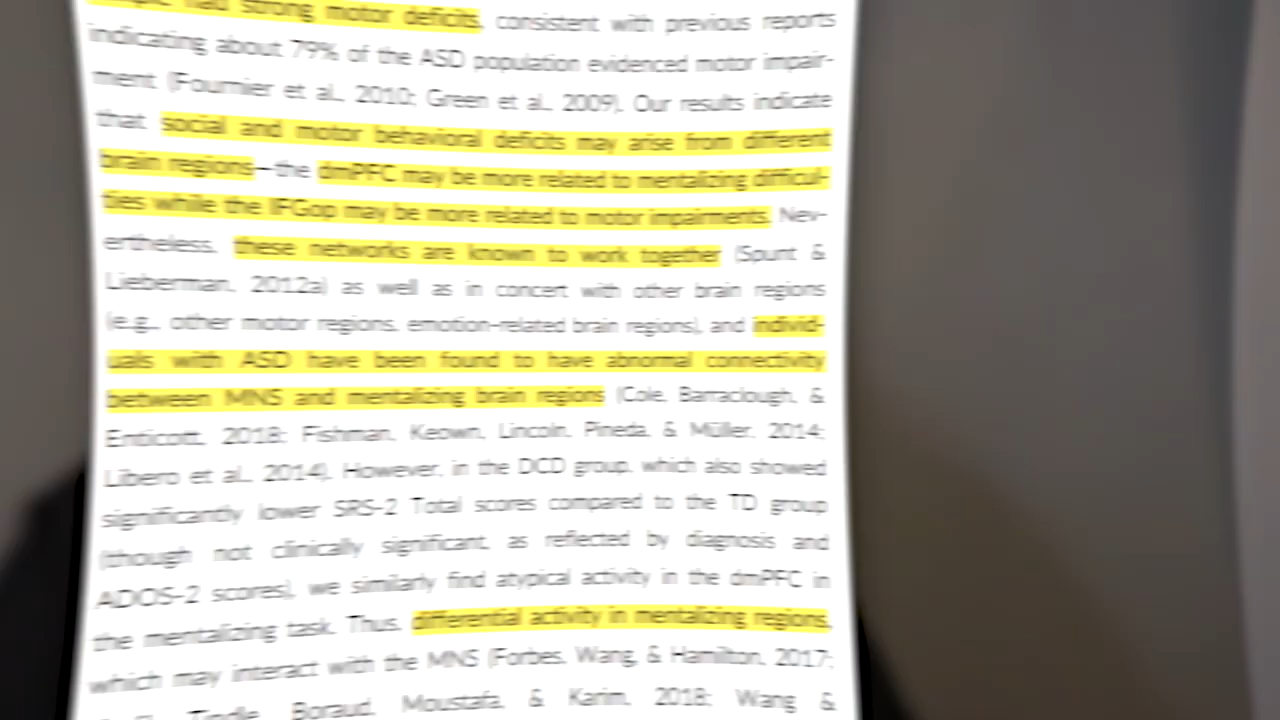 had strong motor deficits, consistent with previous reports
indicating about 79% of the ASD population evidenced motor impair-
ment (Fournier et al., 2010; Green et al., 2009). Our results indicate
that social and motor behavioral deficits may arise from different
brain regions—the dmPFC may be more related to mentalizing difficul-
ties while the IFGop may be more related to motor impairments. Nev-
ertheless, these networks are known to work together (Spunt &
Lieberman, 2012a) as well as in concert with other brain regions
(e.g., other motor regions, emotion-related brain regions), and individ-
uals with ASD have been found to have abnormal connectivity
between MNS and mentalizing brain regions (Cole, Barraclough, &
Enticott, 2018; Fishman, Keown, Lincoln, Pineda, & Müller, 2014;
Libero et al., 2014). However, in the DCD group, which also showed
significantly lower SRS-2 Total scores compared to the TD group
(though not clinically significant, as reflected by diagnosis and
ADOS-2 scores), we similarly find atypical activity in the dmPFC in
the mentalizing task. Thus, differential activity in mentalizing regions,
which may interact with the MNS (Forbes, Wang, & Hamilton, 2017;
Tindle, Boraud, Moustafa, & Karim, 2018; Wang &